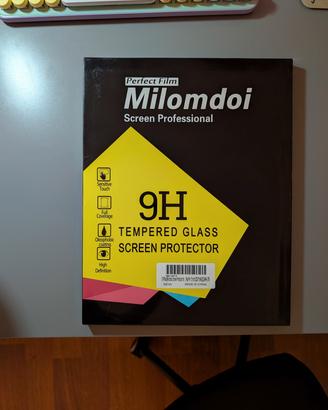 Perfect Film
Milomdoi
Screen Professional
Sensitive
Touch
Full
Coverage
Oleophobic
coating
High
Definition
9H
TEMPERED GLASS
SCREEN PROTECTOR